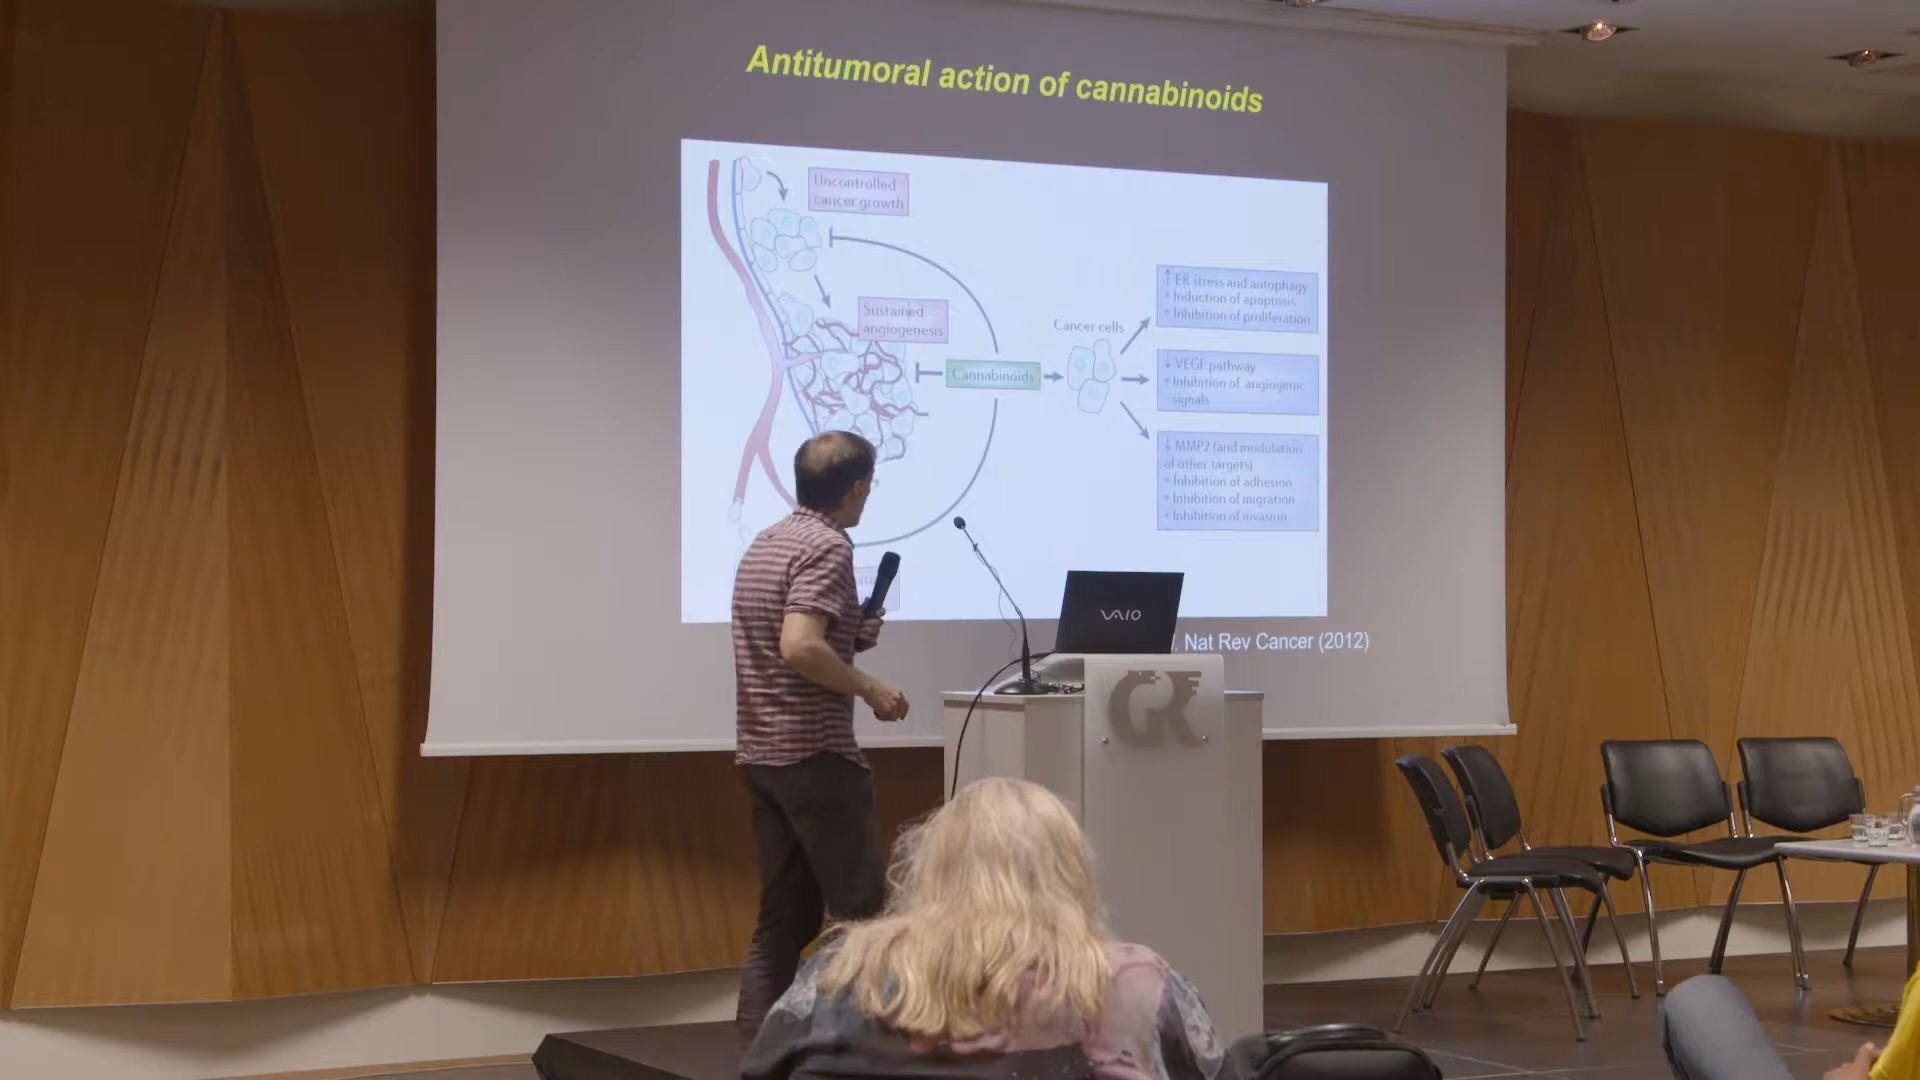 Antitumoral action of cannabinoids
Uncontrolled
cancer growth
Sustained
angiogenesis
Cannabinoids
Cancer cells
↑ ER stress and autophagy
• Induction of apoptosis
• Inhibition of proliferation
↓ VEGF pathway
• Inhibition of angiogenic
signals
↓ MMP2 (and modulation
of other targets)
• Inhibition of adhesion
• Inhibition of migration
• Inhibition of invasion
Nat Rev Cancer (2012)
VAIO